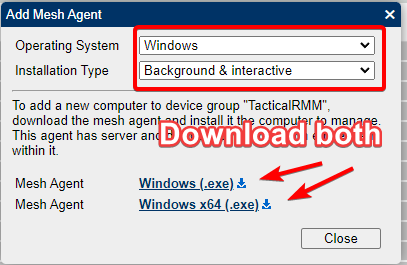 Add Mesh Agent
Operating System Windows
Installation Type Background & interactive
To add a new computer to device group "TacticalRMM",
download the mesh agent and install it the computer to manage.
This agent has server and
within it.
Download both
Mesh Agent Windows (.exe)
Mesh Agent Windows x64 (.exe)
Close